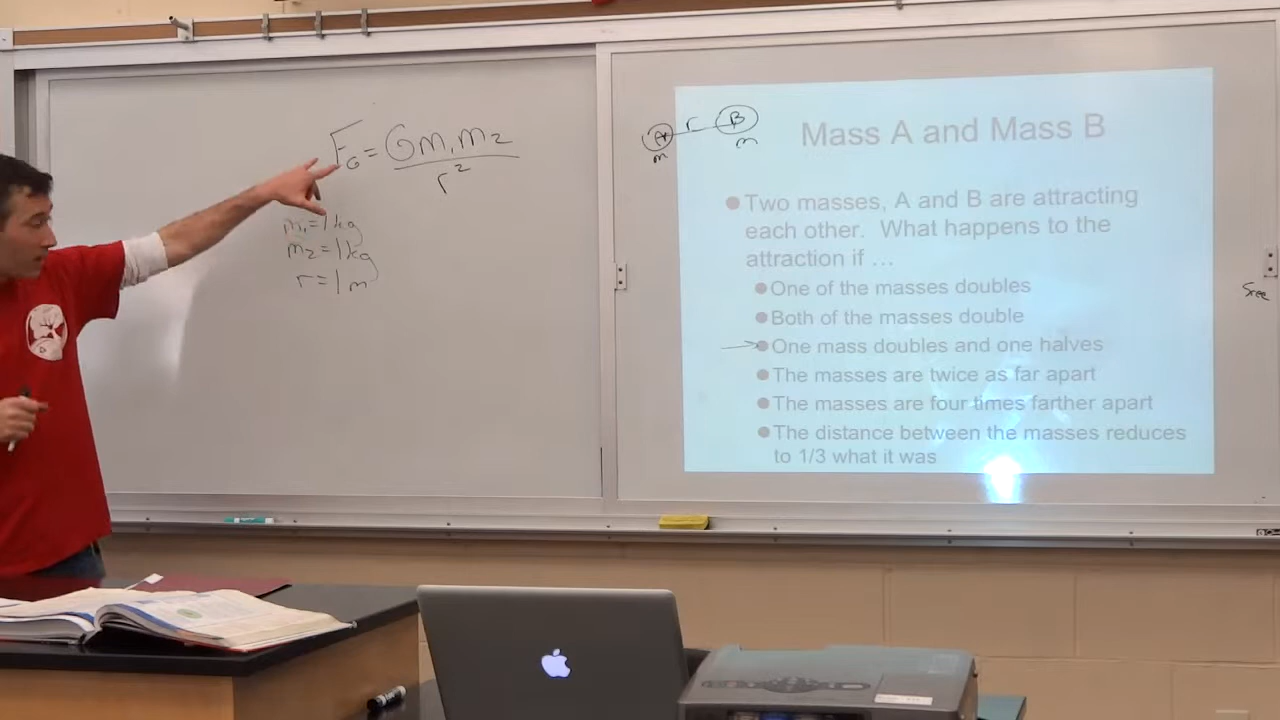 F_G = Gm₁m₂
r²
m₁ = 1 kg
m₂ = 1 kg
r = 1 m
A r B
m m
Mass A and Mass B
Two masses, A and B are attracting
each other. What happens to the
attraction if …
One of the masses doubles
Both of the masses double
One mass doubles and one halves
The masses are twice as far apart
The masses are four times farther apart
The distance between the masses reduces
to 1/3 what it was